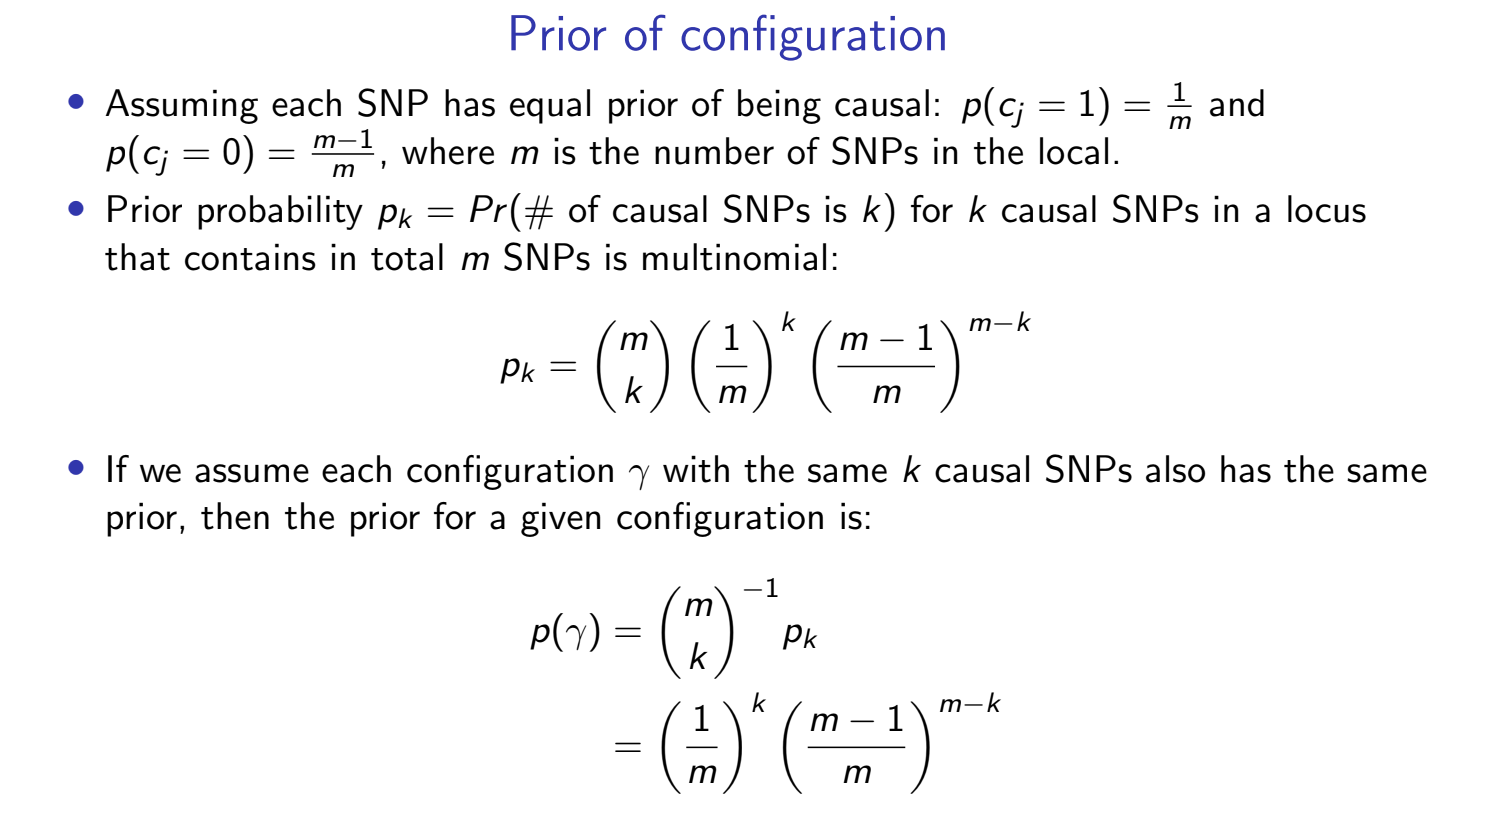 Prior of configuration
• Assuming each SNP has equal prior of being causal: $p(c_j = 1) = \frac{1}{m}$ and
$p(c_j = 0) = \frac{m-1}{m}$, where $m$ is the number of SNPs in the local.
• Prior probability $p_k = Pr(\#$ of causal SNPs is $k)$ for $k$ causal SNPs in a locus
that contains in total $m$ SNPs is multinomial:
$p_k = \binom{m}{k} \left(\frac{1}{m}\right)^k \left(\frac{m-1}{m}\right)^{m-k}$
• If we assume each configuration $\gamma$ with the same $k$ causal SNPs also has the same
prior, then the prior for a given configuration is:
$p(\gamma) = \binom{m}{k}^{-1} p_k$
$= \left(\frac{1}{m}\right)^k \left(\frac{m-1}{m}\right)^{m-k}$